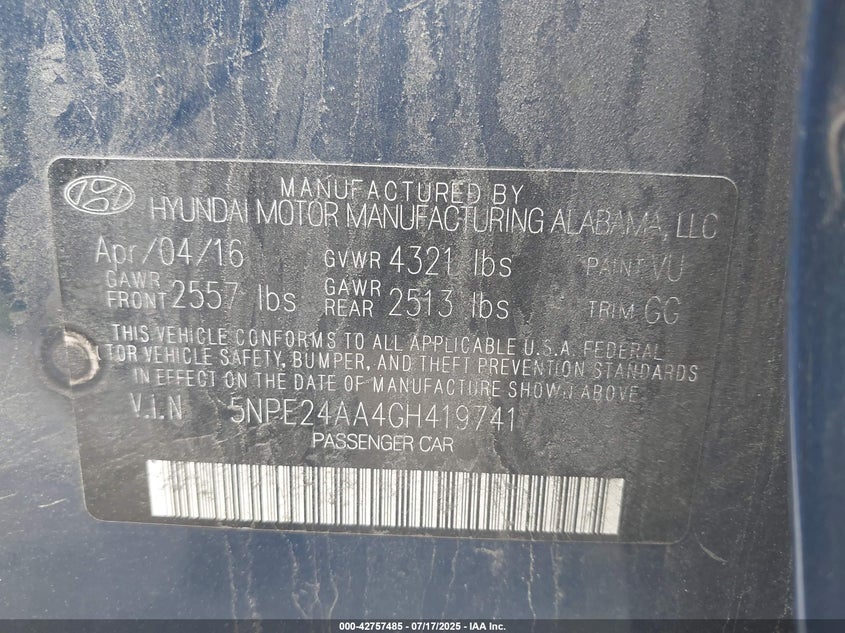 MANUFACTURED BY
HYUNDAI MOTOR MANUFACTURING ALABAMA, LLC
Apr/04/16 GVWR 4321 lbs PAINT VU
GAWR FRONT 2557 lbs GAWR REAR 2513 lbs TRIM GG
THIS VEHICLE CONFORMS TO ALL APPLICABLE U.S.A. FEDERAL
TOR VEHICLE SAFETY, BUMPER, AND THEFT PREVENTION STANDARDS
IN EFFECT ON THE DATE OF MANUFACTURE SHOWN ABOVE
V.I.N 5NPE24AA4GH419741
PASSENGER CAR
000-42757485 - 07/17/2025 - IAA Inc.